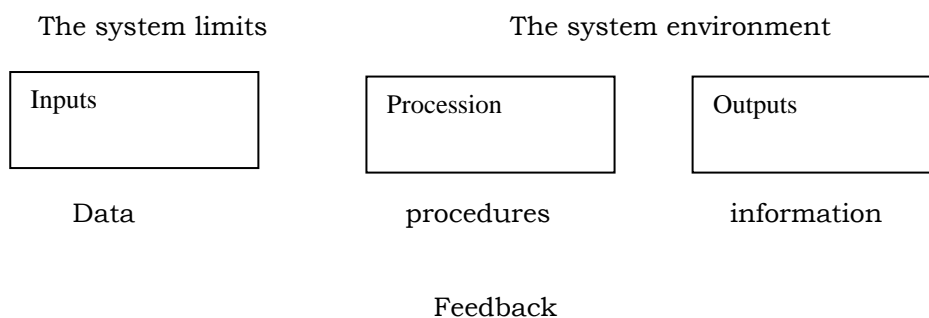 The system limits The system environment
Inputs Procession Outputs
Data procedures information
Feedback